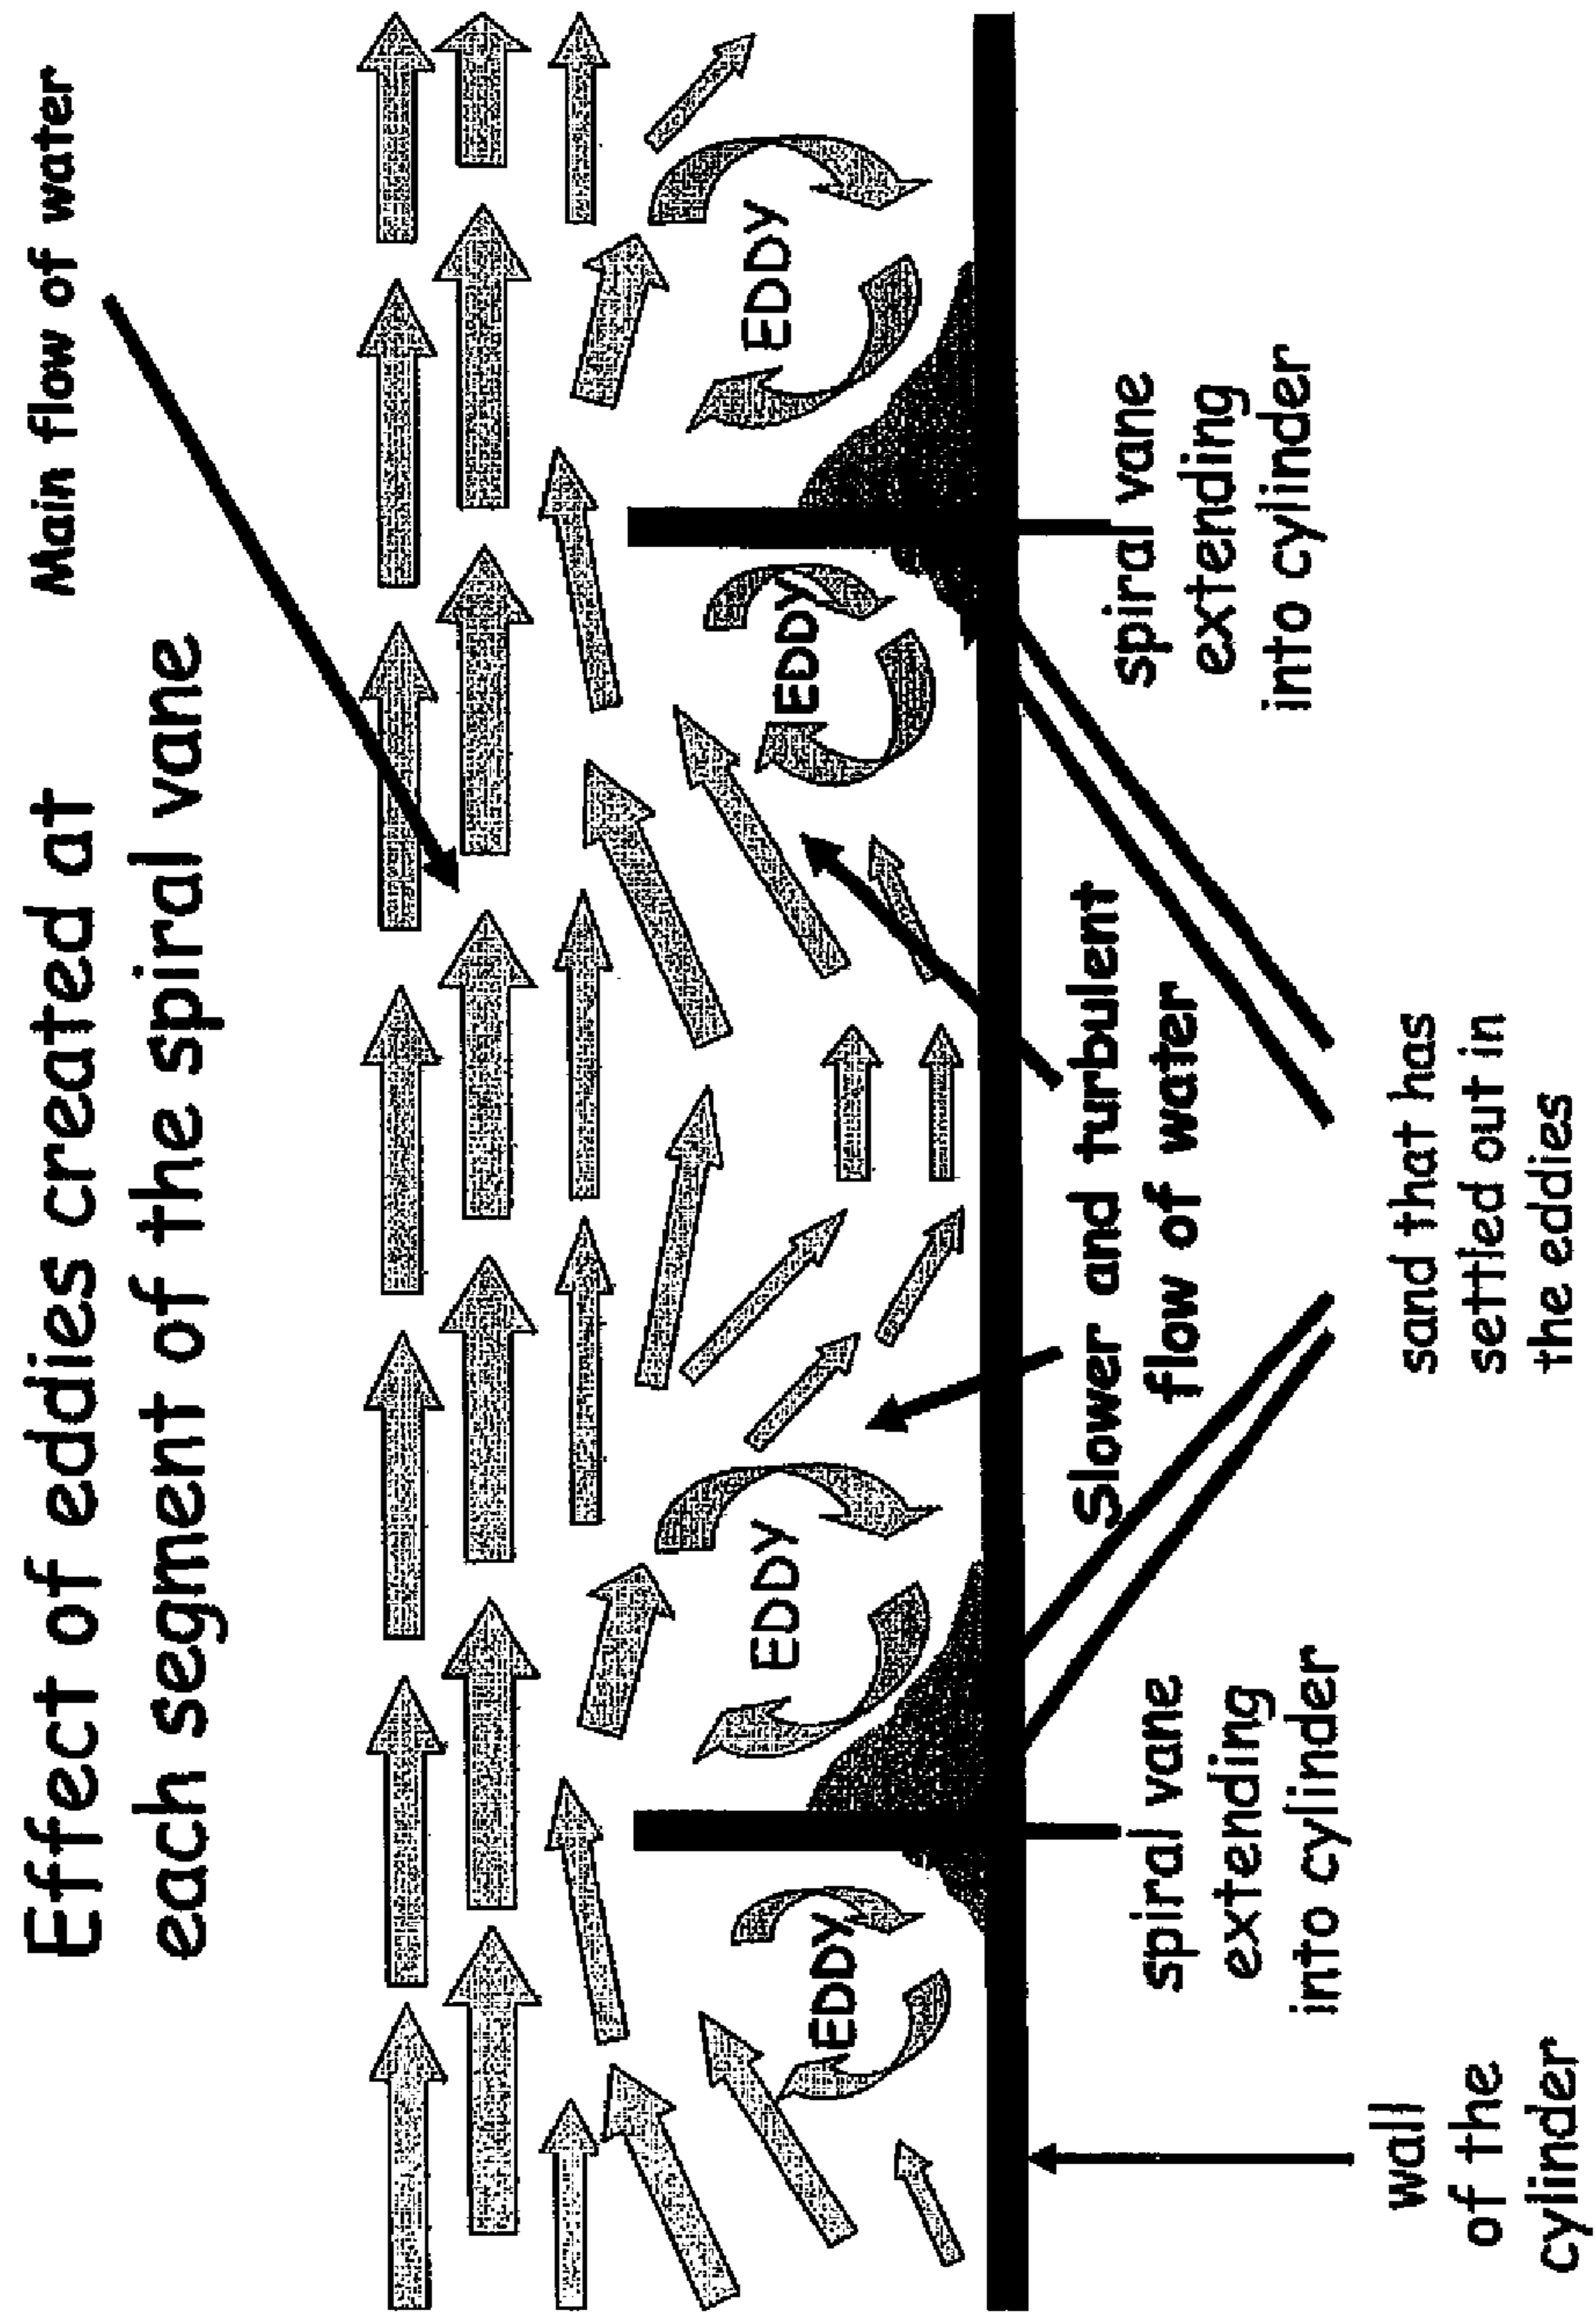 Effect of eddies created at
each segment of the spiral vane
Main flow of water
EDDY
EDDY
EDDY
EDDY
wall
of the
cylinder
spiral vane
extending
into cylinder
Slower and turbulent
flow of water
sand that has
settled out in
the eddies
spiral vane
extending
into cylinder